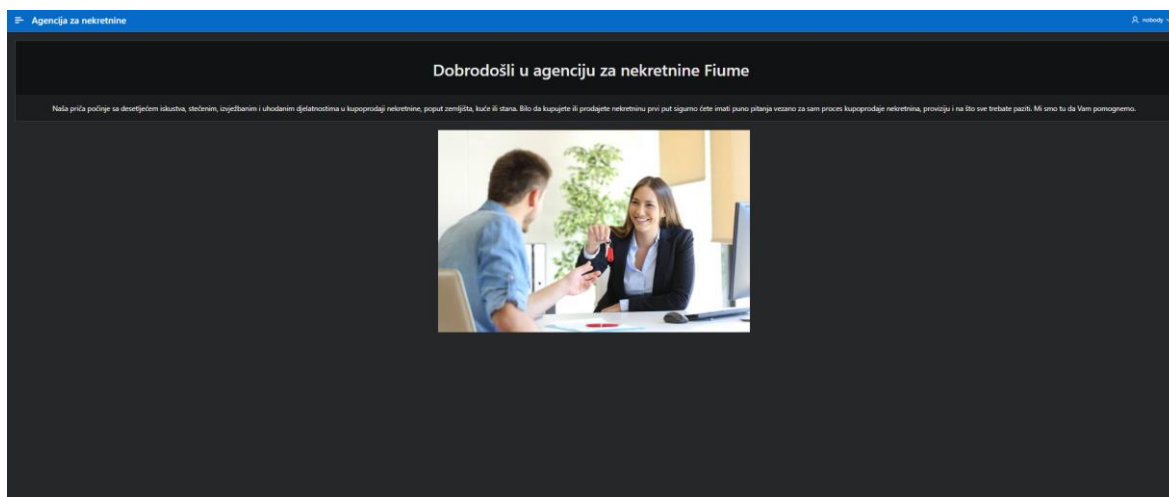 Agencija za nekretnine
nobody
Dobrodošli u agenciju za nekretnine Fiume
Naša priča počinje sa desetljećem iskustva, stečenim, izvježbanim i uhodanim djelatnostima u kupoprodaji nekretnine, poput zemljišta, kuće ili stana. Bilo da kupujete ili prodajete nekretninu prvi put sigurno ćete imati puno pitanja vezano za sam proces kupoprodaje nekretnina, proviziju i na što sve trebate paziti. Mi smo tu da Vam pomognemo.